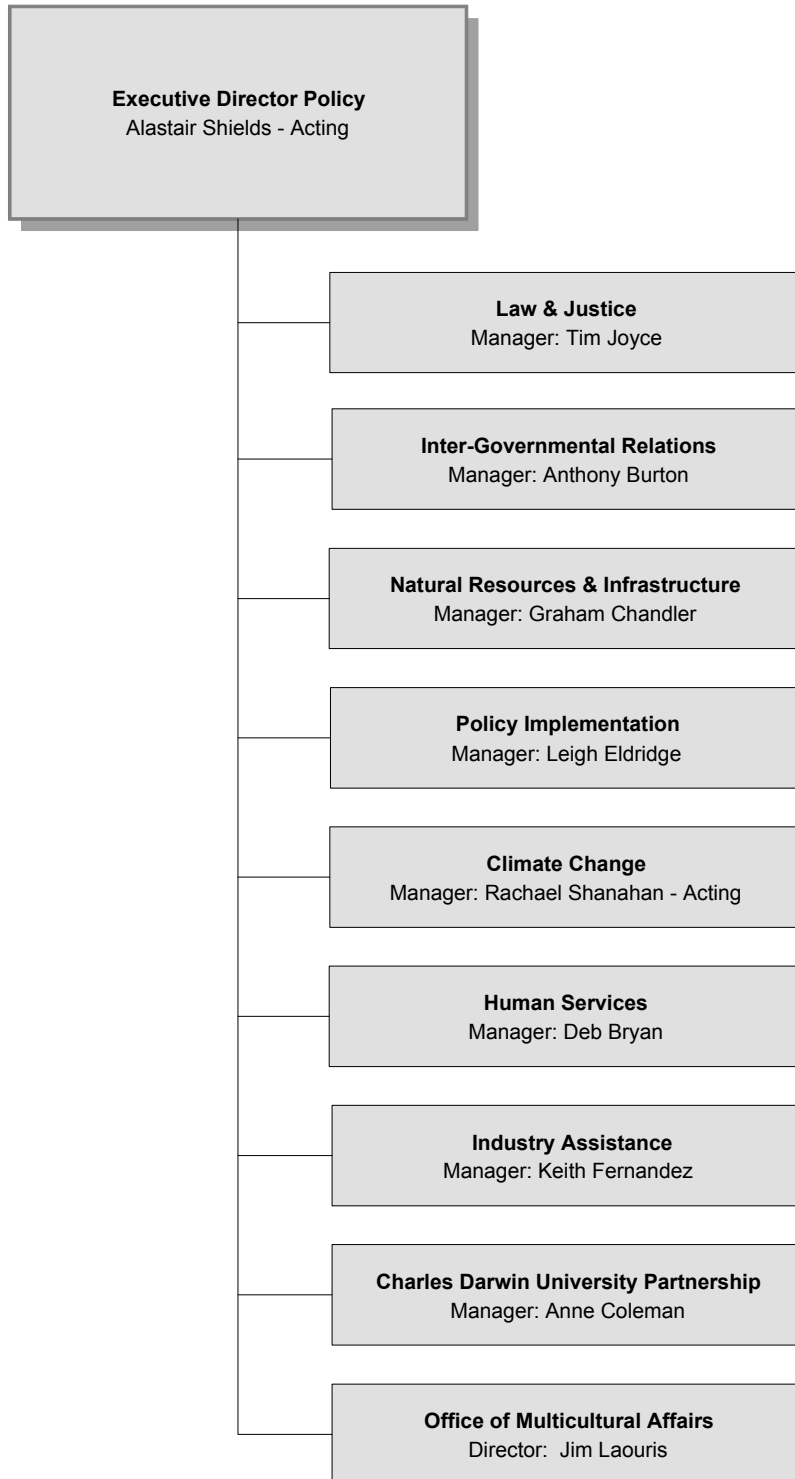 Executive Director Policy
Alastair Shields - Acting
Law & Justice
Manager: Tim Joyce
Inter-Governmental Relations
Manager: Anthony Burton
Natural Resources & Infrastructure
Manager: Graham Chandler
Policy Implementation
Manager: Leigh Eldridge
Climate Change
Manager: Rachael Shanahan - Acting
Human Services
Manager: Deb Bryan
Industry Assistance
Manager: Keith Fernandez
Charles Darwin University Partnership
Manager: Anne Coleman
Office of Multicultural Affairs
Director:  Jim Laouris